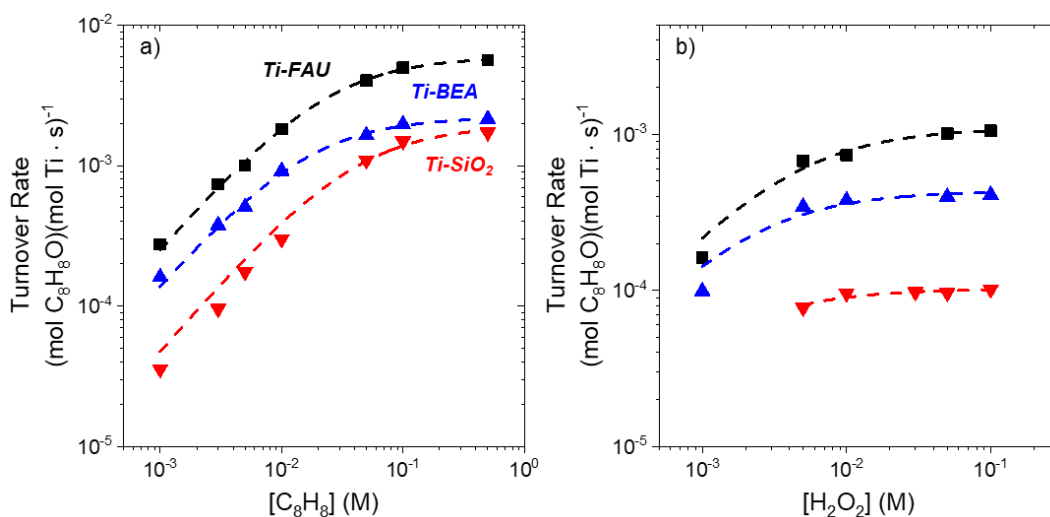 a)
Ti-FAU
Ti-BEA
Ti-SiO₂
10⁻²
10⁻³
10⁻⁴
10⁻⁵
10⁻³ 10⁻² 10⁻¹ 10⁰
[C₈H₈] (M)
Turnover Rate
(mol C₈H₈O)(mol Ti · s)⁻¹
b)
10⁻³
10⁻⁴
10⁻⁵
10⁻³ 10⁻² 10⁻¹
[H₂O₂] (M)
Turnover Rate
(mol C₈H₈O)(mol Ti · s)⁻¹